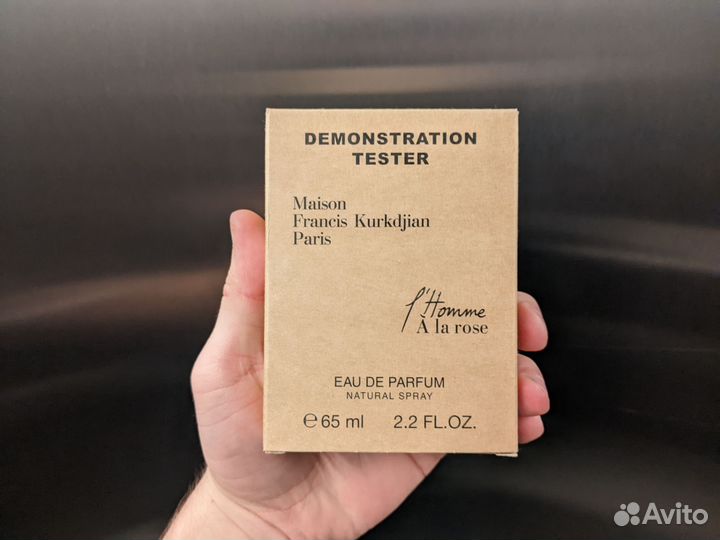 DEMONSTRATION
TESTER
Maison
Francis Kurkdjian
Paris
l'Homme
À la rose
EAU DE PARFUM
NATURAL SPRAY
℮ 65 ml 2.2 FL.OZ.
Avito